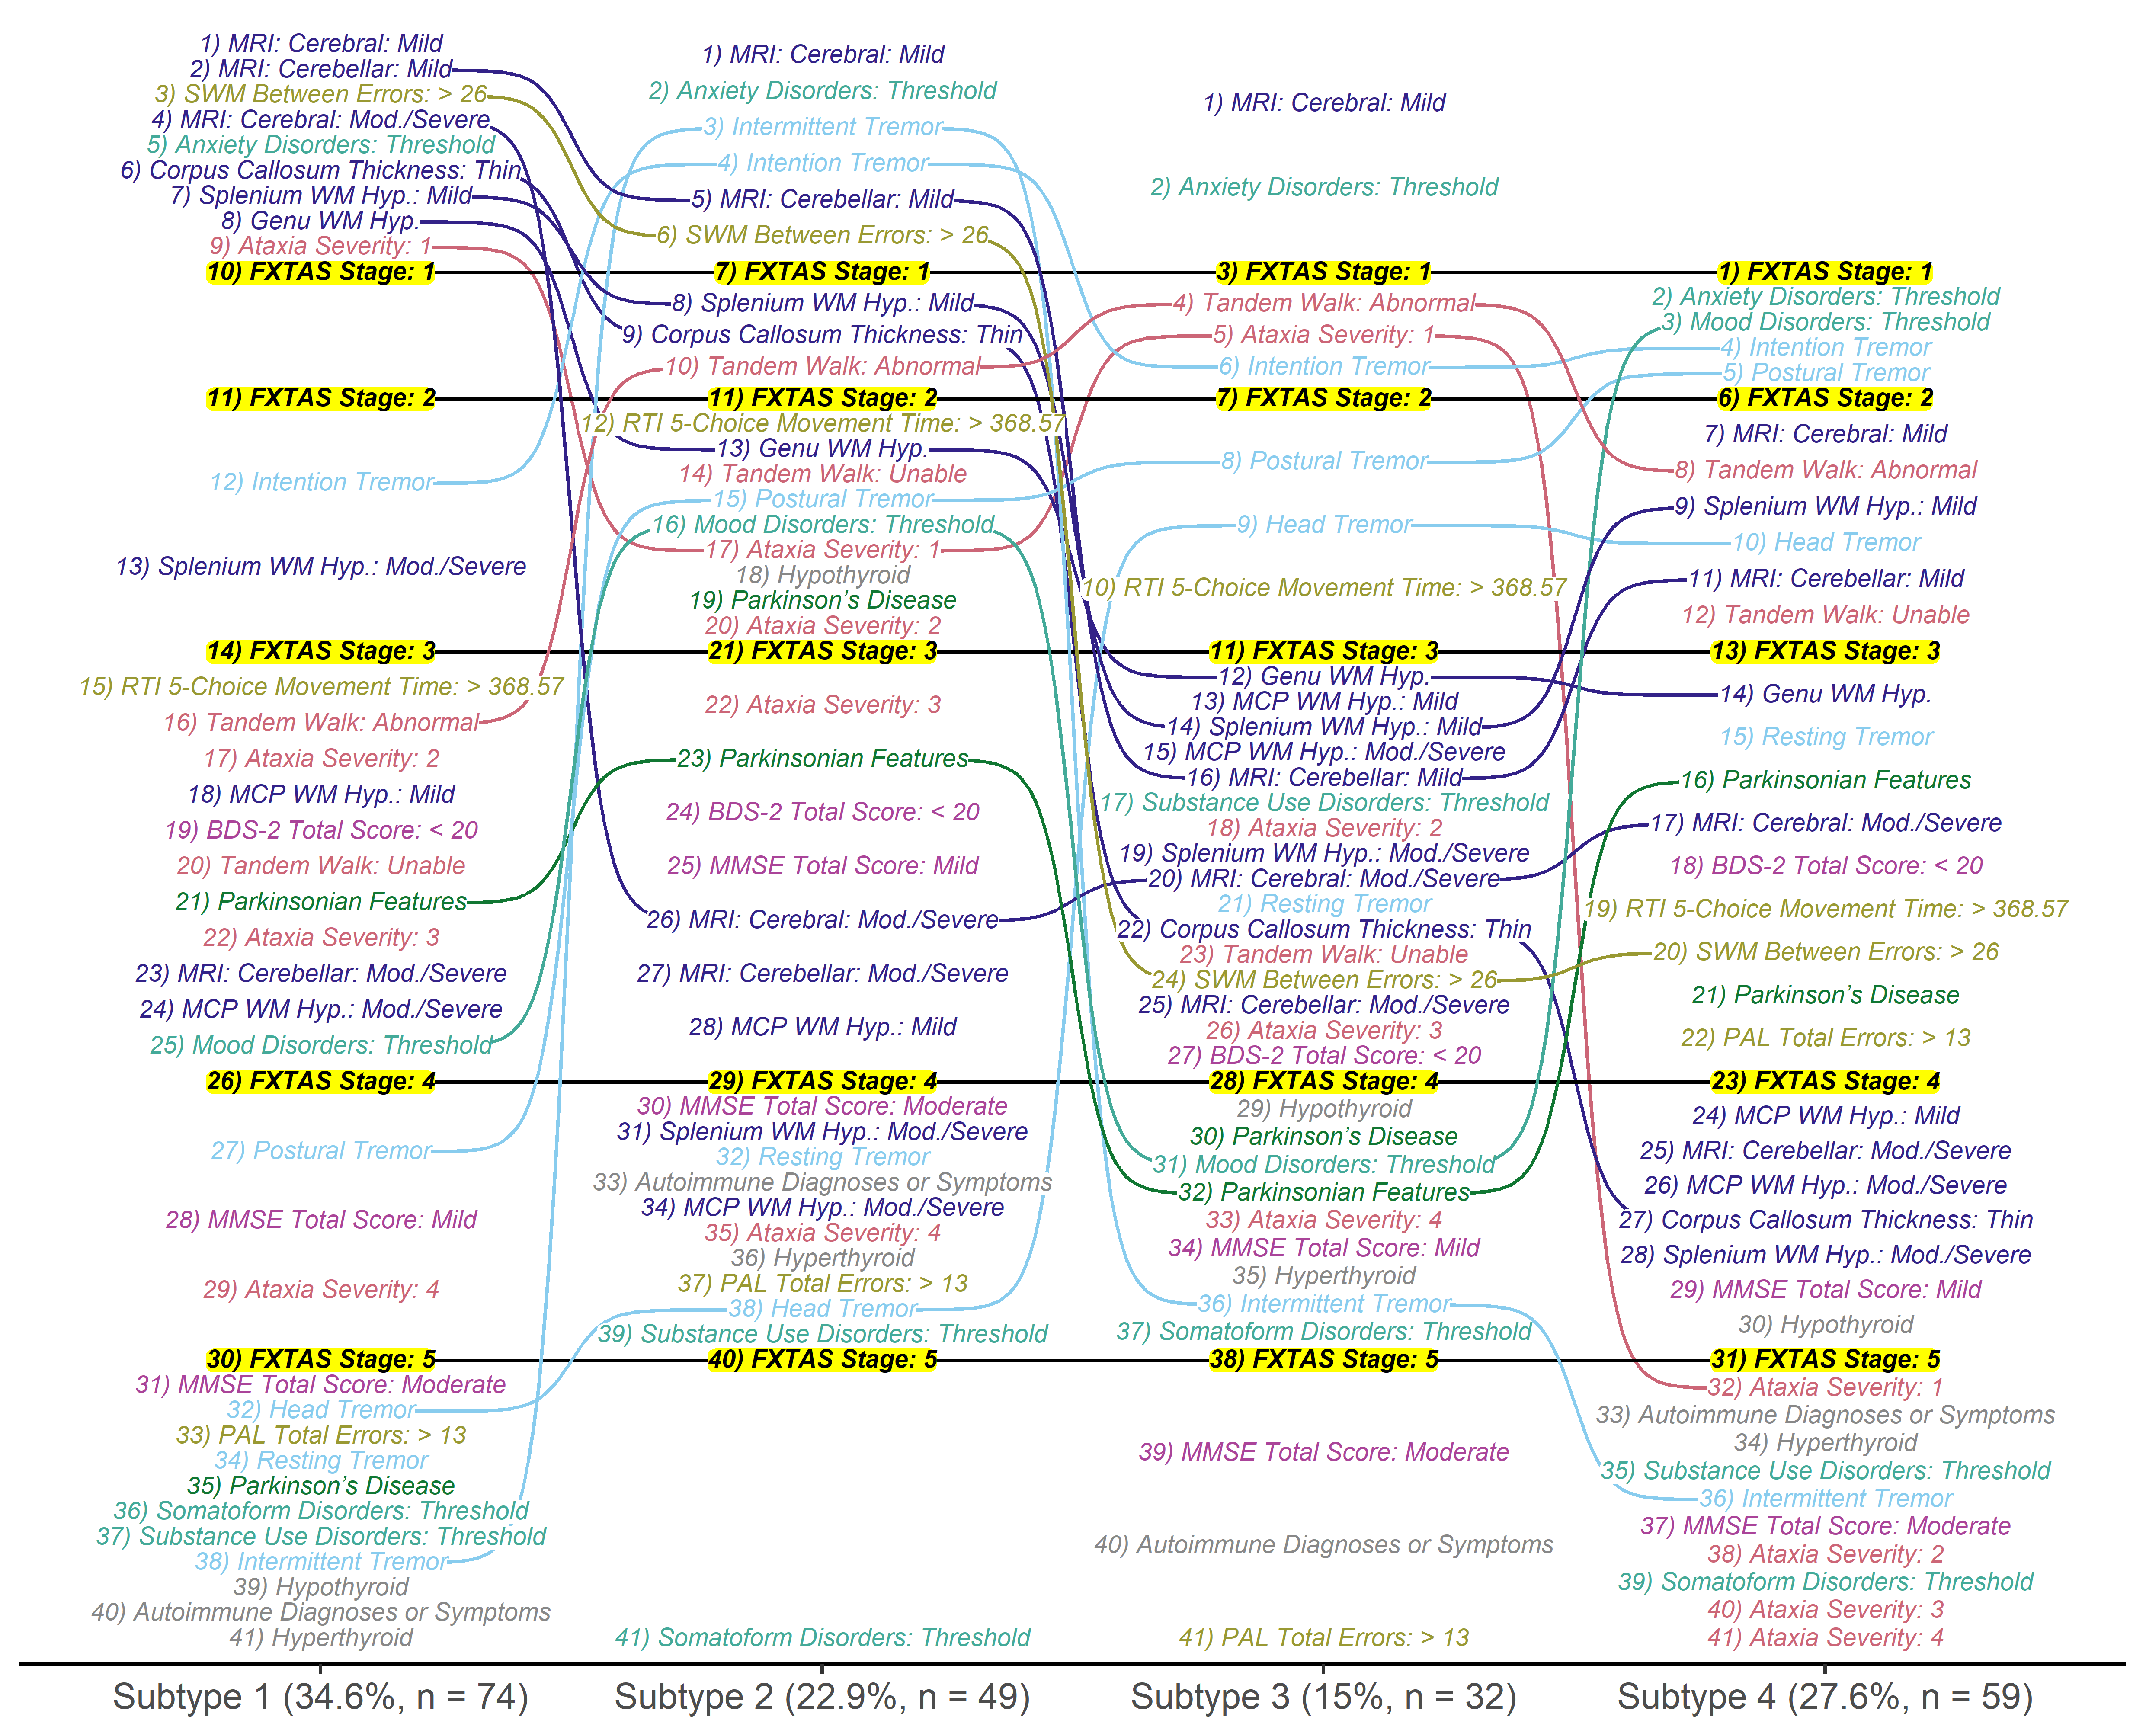 1) MRI: Cerebral: Mild
2) MRI: Cerebellar: Mild
3) SWM Between Errors: > 26
4) MRI: Cerebral: Mod./Severe
5) Anxiety Disorders: Threshold
6) Corpus Callosum Thickness: Thin
7) Splenium WM Hyp.: Mild
8) Genu WM Hyp.
9) Ataxia Severity: 1
10) FXTAS Stage: 1
11) FXTAS Stage: 2
12) Intention Tremor
13) Splenium WM Hyp.: Mod./Severe
14) FXTAS Stage: 3
15) RTI 5-Choice Movement Time: > 368.57
16) Tandem Walk: Abnormal
17) Ataxia Severity: 2
18) MCP WM Hyp.: Mild
19) BDS-2 Total Score: < 20
20) Tandem Walk: Unable
21) Parkinsonian Features
22) Ataxia Severity: 3
23) MRI: Cerebellar: Mod./Severe
24) MCP WM Hyp.: Mod./Severe
25) Mood Disorders: Threshold
26) FXTAS Stage: 4
27) Postural Tremor
28) MMSE Total Score: Mild
29) Ataxia Severity: 4
30) FXTAS Stage: 5
31) MMSE Total Score: Moderate
32) Head Tremor
33) PAL Total Errors: > 13
34) Resting Tremor
35) Parkinson's Disease
36) Somatoform Disorders: Threshold
37) Substance Use Disorders: Threshold
38) Intermittent Tremor
39) Hypothyroid
40) Autoimmune Diagnoses or Symptoms
41) Hyperthyroid
Subtype 1 (34.6%, n = 74)
1) MRI: Cerebral: Mild
2) Anxiety Disorders: Threshold
3) Intermittent Tremor
4) Intention Tremor
5) MRI: Cerebellar: Mild
6) SWM Between Errors: > 26
7) FXTAS Stage: 1
8) Splenium WM Hyp.: Mild
9) Corpus Callosum Thickness: Thin
10) Tandem Walk: Abnormal
11) FXTAS Stage: 2
12) RTI 5-Choice Movement Time: > 368.57
13) Genu WM Hyp.
14) Tandem Walk: Unable
15) Postural Tremor
16) Mood Disorders: Threshold
17) Ataxia Severity: 1
18) Hypothyroid
19) Parkinson's Disease
20) Ataxia Severity: 2
21) FXTAS Stage: 3
22) Ataxia Severity: 3
23) Parkinsonian Features
24) BDS-2 Total Score: < 20
25) MMSE Total Score: Mild
26) MRI: Cerebral: Mod./Severe
27) MRI: Cerebellar: Mod./Severe
28) MCP WM Hyp.: Mild
29) FXTAS Stage: 4
30) MMSE Total Score: Moderate
31) Splenium WM Hyp.: Mod./Severe
32) Resting Tremor
33) Autoimmune Diagnoses or Symptoms
34) MCP WM Hyp.: Mod./Severe
35) Ataxia Severity: 4
36) Hyperthyroid
37) PAL Total Errors: > 13
38) Head Tremor
39) Substance Use Disorders: Threshold
40) FXTAS Stage: 5
41) Somatoform Disorders: Threshold
Subtype 2 (22.9%, n = 49)
1) MRI: Cerebral: Mild
2) Anxiety Disorders: Threshold
3) FXTAS Stage: 1
4) Tandem Walk: Abnormal
5) Ataxia Severity: 1
6) Intention Tremor
7) FXTAS Stage: 2
8) Postural Tremor
9) Head Tremor
10) RTI 5-Choice Movement Time: > 368.57
11) FXTAS Stage: 3
12) Genu WM Hyp.
13) MCP WM Hyp.: Mild
14) Splenium WM Hyp.: Mild
15) MCP WM Hyp.: Mod./Severe
16) MRI: Cerebellar: Mild
17) Substance Use Disorders: Threshold
18) Ataxia Severity: 2
19) Splenium WM Hyp.: Mod./Severe
20) MRI: Cerebral: Mod./Severe
21) Resting Tremor
22) Corpus Callosum Thickness: Thin
23) Tandem Walk: Unable
24) SWM Between Errors: > 26
25) MRI: Cerebellar: Mod./Severe
26) Ataxia Severity: 3
27) BDS-2 Total Score: < 20
28) FXTAS Stage: 4
29) Hypothyroid
30) Parkinson's Disease
31) Mood Disorders: Threshold
32) Parkinsonian Features
33) Ataxia Severity: 4
34) MMSE Total Score: Mild
35) Hyperthyroid
36) Intermittent Tremor
37) Somatoform Disorders: Threshold
38) FXTAS Stage: 5
39) MMSE Total Score: Moderate
40) Autoimmune Diagnoses or Symptoms
41) PAL Total Errors: > 13
Subtype 3 (15%, n = 32)
1) FXTAS Stage: 1
2) Anxiety Disorders: Threshold
3) Mood Disorders: Threshold
4) Intention Tremor
5) Postural Tremor
6) FXTAS Stage: 2
7) MRI: Cerebral: Mild
8) Tandem Walk: Abnormal
9) Splenium WM Hyp.: Mild
10) Head Tremor
11) MRI: Cerebellar: Mild
12) Tandem Walk: Unable
13) FXTAS Stage: 3
14) Genu WM Hyp.
15) Resting Tremor
16) Parkinsonian Features
17) MRI: Cerebral: Mod./Severe
18) BDS-2 Total Score: < 20
19) RTI 5-Choice Movement Time: > 368.57
20) SWM Between Errors: > 26
21) Parkinson's Disease
22) PAL Total Errors: > 13
23) FXTAS Stage: 4
24) MCP WM Hyp.: Mild
25) MRI: Cerebellar: Mod./Severe
26) MCP WM Hyp.: Mod./Severe
27) Corpus Callosum Thickness: Thin
28) Splenium WM Hyp.: Mod./Severe
29) MMSE Total Score: Mild
30) Hypothyroid
31) FXTAS Stage: 5
32) Ataxia Severity: 1
33) Autoimmune Diagnoses or Symptoms
34) Hyperthyroid
35) Substance Use Disorders: Threshold
36) Intermittent Tremor
37) MMSE Total Score: Moderate
38) Ataxia Severity: 2
39) Somatoform Disorders: Threshold
40) Ataxia Severity: 3
41) Ataxia Severity: 4
Subtype 4 (27.6%, n = 59)